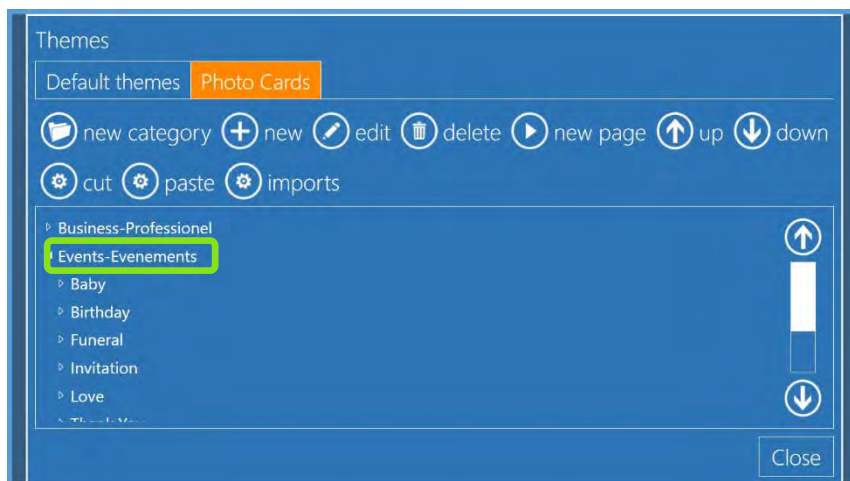 Themes
Default themes Photo Cards
new category new edit delete new page up down
cut paste imports
Business-Professionel
Events-Evenements
Baby
Birthday
Funeral
Invitation
Love
Close